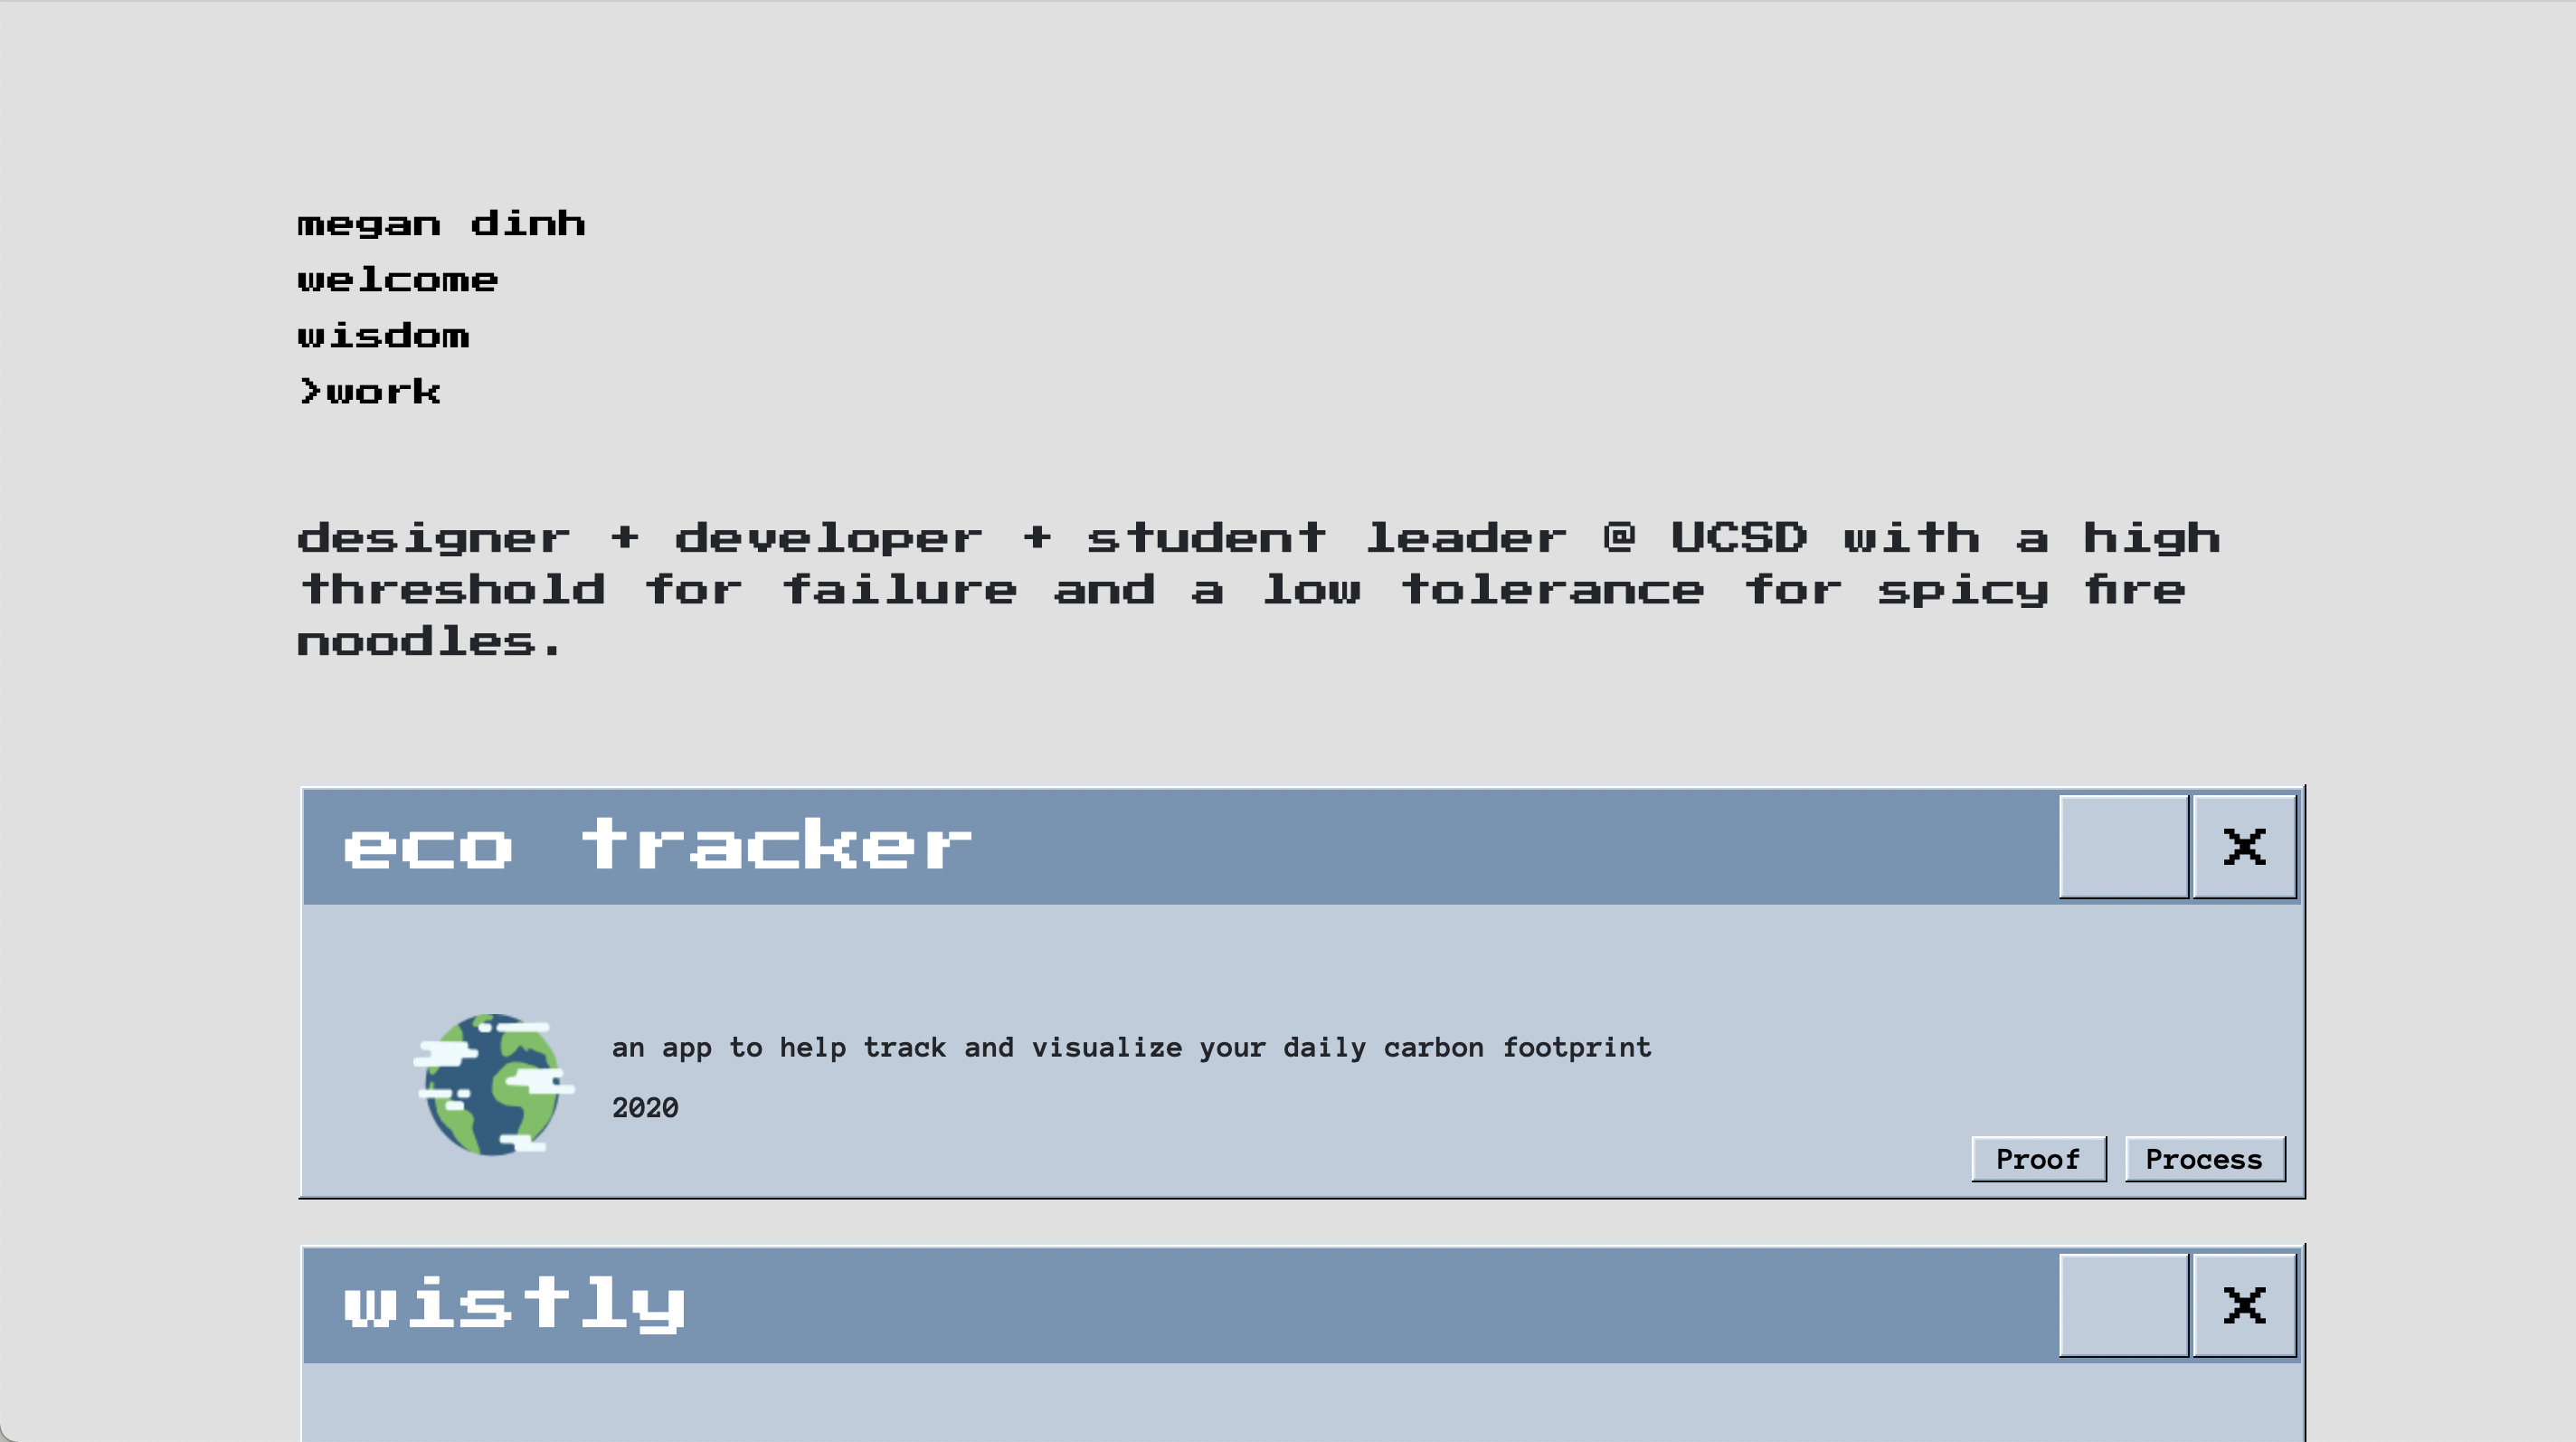 megan dinh
welcome
wisdom
>work
designer + developer + student leader @ UCSD with a high
threshold for failure and a low tolerance for spicy fire
noodles.
eco tracker
X
an app to help track and visualize your daily carbon footprint
2020
Proof Process
wistly
X